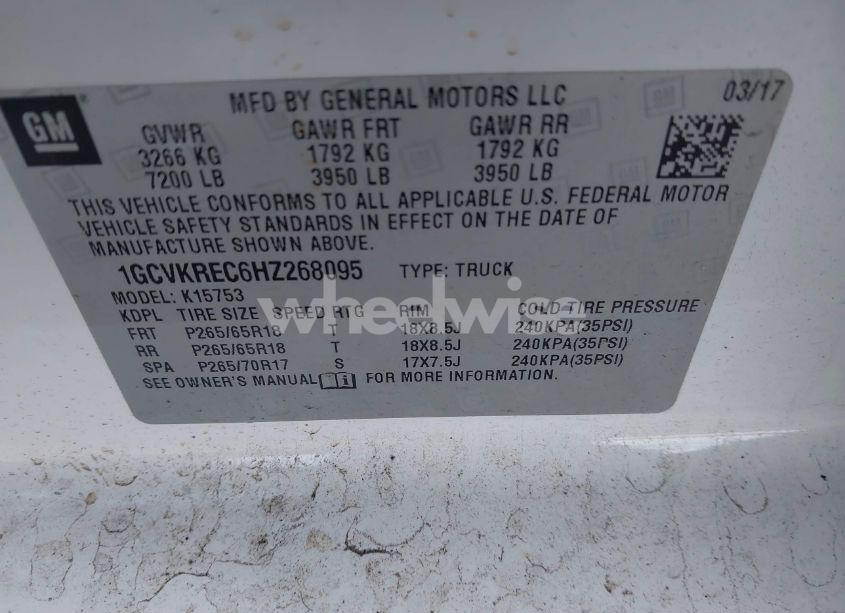 GM
MFD BY GENERAL MOTORS LLC
03/17
GVWR GAWR FRT GAWR RR
3266 KG 1792 KG 1792 KG
7200 LB 3950 LB 3950 LB
THIS VEHICLE CONFORMS TO ALL APPLICABLE U.S. FEDERAL MOTOR
VEHICLE SAFETY STANDARDS IN EFFECT ON THE DATE OF
MANUFACTURE SHOWN ABOVE.
1GCVKREC6HZ268095 TYPE: TRUCK
MODEL: K15753
KDPL TIRE SIZE SPEED RTG RIM COLD TIRE PRESSURE
FRT P265/65R18 T 18X8.5J 240KPA(35PSI)
RR P265/65R18 T 18X8.5J 240KPA(35PSI)
SPA P265/70R17 S 17X7.5J 240KPA(35PSI)
SEE OWNER'S MANUAL FOR MORE INFORMATION.
wheelwise